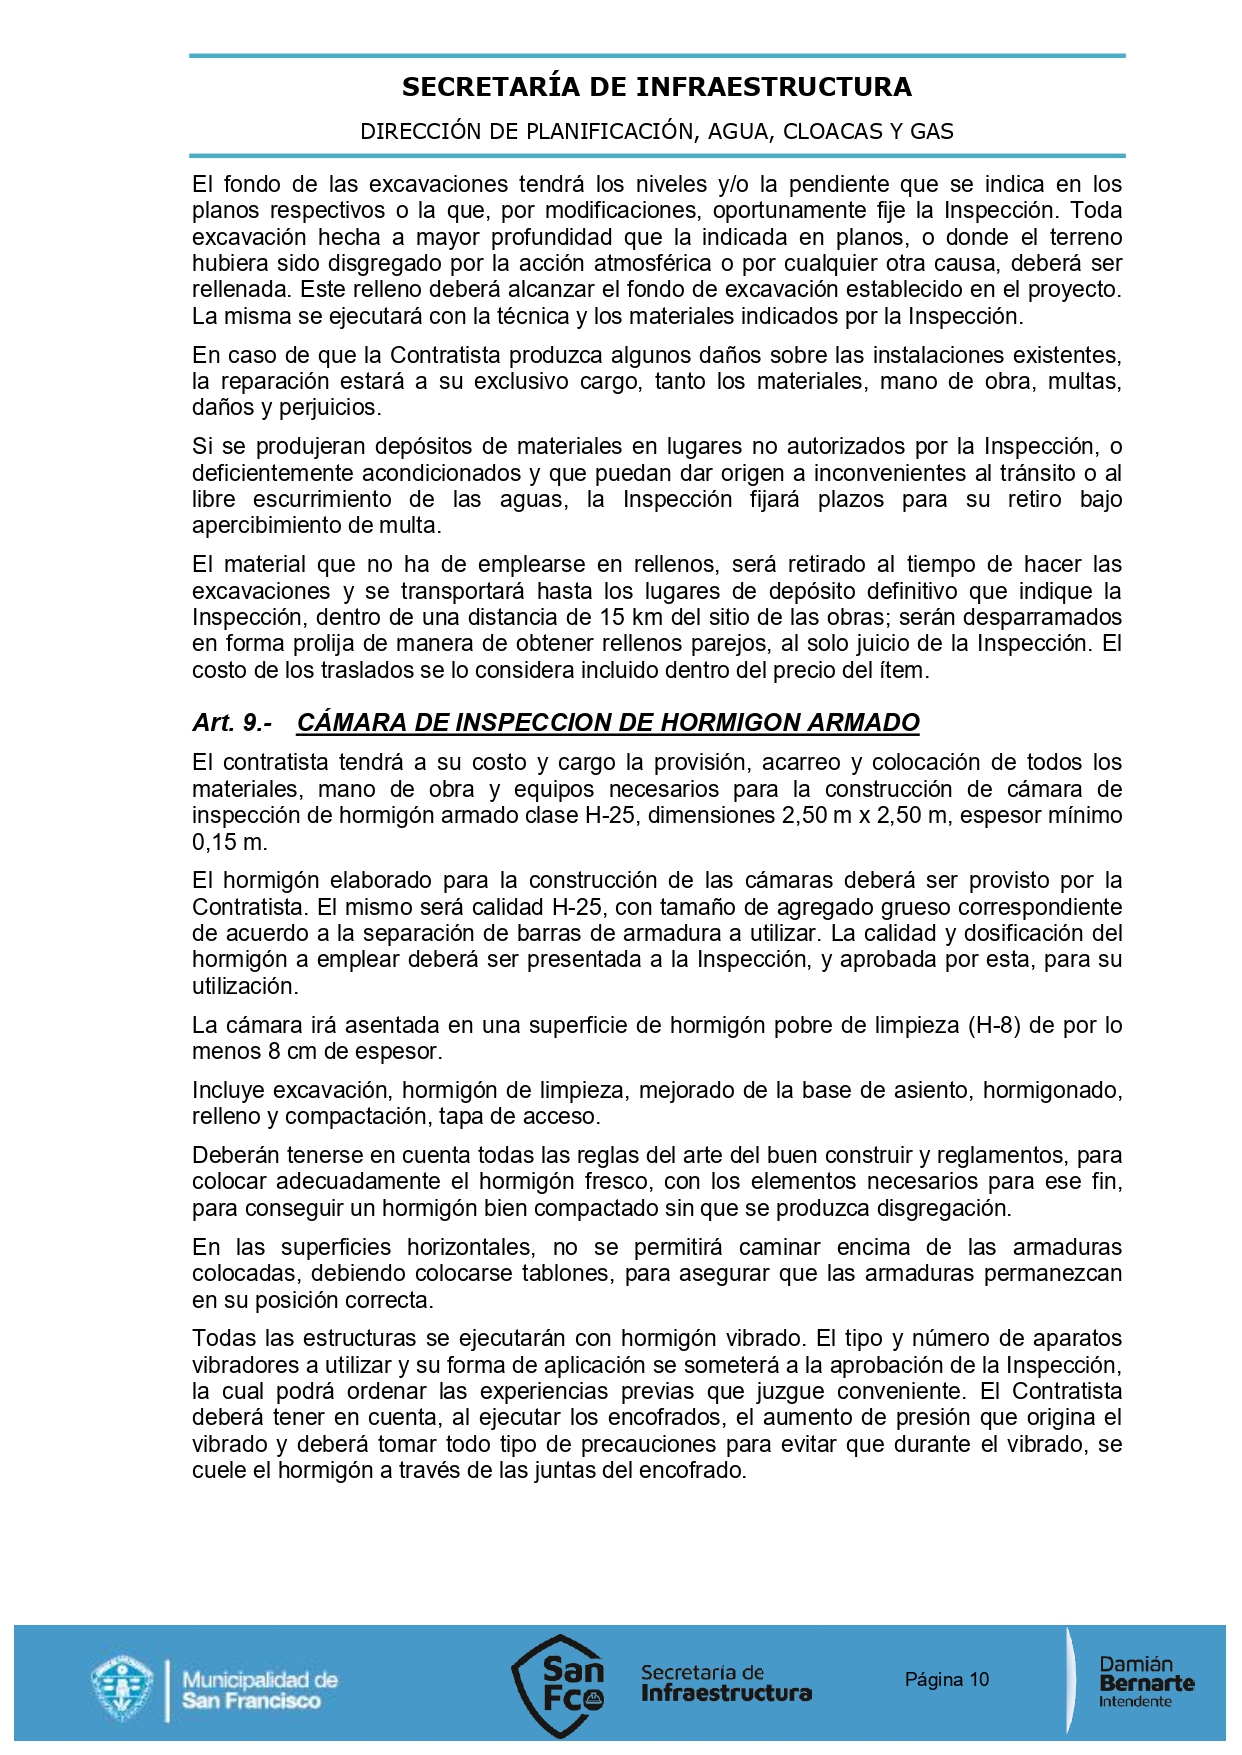 SECRETARÍA DE INFRAESTRUCTURA
DIRECCIÓN DE PLANIFICACIÓN, AGUA, CLOACAS Y GAS
El fondo de las excavaciones tendrá los niveles y/o la pendiente que se indica en los
planos respectivos o la que, por modificaciones, oportunamente fije la Inspección. Toda
excavación hecha a mayor profundidad que la indicada en planos, o donde el terreno
hubiera sido disgregado por la acción atmosférica o por cualquier otra causa, deberá ser
rellenada. Este relleno deberá alcanzar el fondo de excavación establecido en el proyecto.
La misma se ejecutará con la técnica y los materiales indicados por la Inspección.
En caso de que la Contratista produzca algunos daños sobre las instalaciones existentes,
la reparación estará a su exclusivo cargo, tanto los materiales, mano de obra, multas,
daños y perjuicios.
Si se produjeran depósitos de materiales en lugares no autorizados por la Inspección, o
deficientemente acondicionados y que puedan dar origen a inconvenientes al tránsito o al
libre escurrimiento de las aguas, la Inspección fijará plazos para su retiro bajo
apercibimiento de multa.
El material que no ha de emplearse en rellenos, será retirado al tiempo de hacer las
excavaciones y se transportará hasta los lugares de depósito definitivo que indique la
Inspección, dentro de una distancia de 15 km del sitio de las obras; serán desparramados
en forma prolija de manera de obtener rellenos parejos, al solo juicio de la Inspección. El
costo de los traslados se lo considera incluido dentro del precio del ítem.
Art. 9.- CÁMARA DE INSPECCION DE HORMIGON ARMADO
El contratista tendrá a su costo y cargo la provisión, acarreo y colocación de todos los
materiales, mano de obra y equipos necesarios para la construcción de cámara de
inspección de hormigón armado clase H-25, dimensiones 2,50 m x 2,50 m, espesor mínimo
0,15 m.
El hormigón elaborado para la construcción de las cámaras deberá ser provisto por la
Contratista. El mismo será calidad H-25, con tamaño de agregado grueso correspondiente
de acuerdo a la separación de barras de armadura a utilizar. La calidad y dosificación del
hormigón a emplear deberá ser presentada a la Inspección, y aprobada por esta, para su
utilización.
La cámara irá asentada en una superficie de hormigón pobre de limpieza (H-8) de por lo
menos 8 cm de espesor.
Incluye excavación, hormigón de limpieza, mejorado de la base de asiento, hormigonado,
relleno y compactación, tapa de acceso.
Deberán tenerse en cuenta todas las reglas del arte del buen construir y reglamentos, para
colocar adecuadamente el hormigón fresco, con los elementos necesarios para ese fin,
para conseguir un hormigón bien compactado sin que se produzca disgregación.
En las superficies horizontales, no se permitirá caminar encima de las armaduras
colocadas, debiendo colocarse tablones, para asegurar que las armaduras permanezcan
en su posición correcta.
Todas las estructuras se ejecutarán con hormigón vibrado. El tipo y número de aparatos
vibradores a utilizar y su forma de aplicación se someterá a la aprobación de la Inspección,
la cual podrá ordenar las experiencias previas que juzgue conveniente. El Contratista
deberá tener en cuenta, al ejecutar los encofrados, el aumento de presión que origina el
vibrado y deberá tomar todo tipo de precauciones para evitar que durante el vibrado, se
cuele el hormigón a través de las juntas del encofrado.
Municipalidad de
San Francisco
San
Fco
Secretaría de
Infraestructura
Página 10
Damián
Bernarte
Intendente